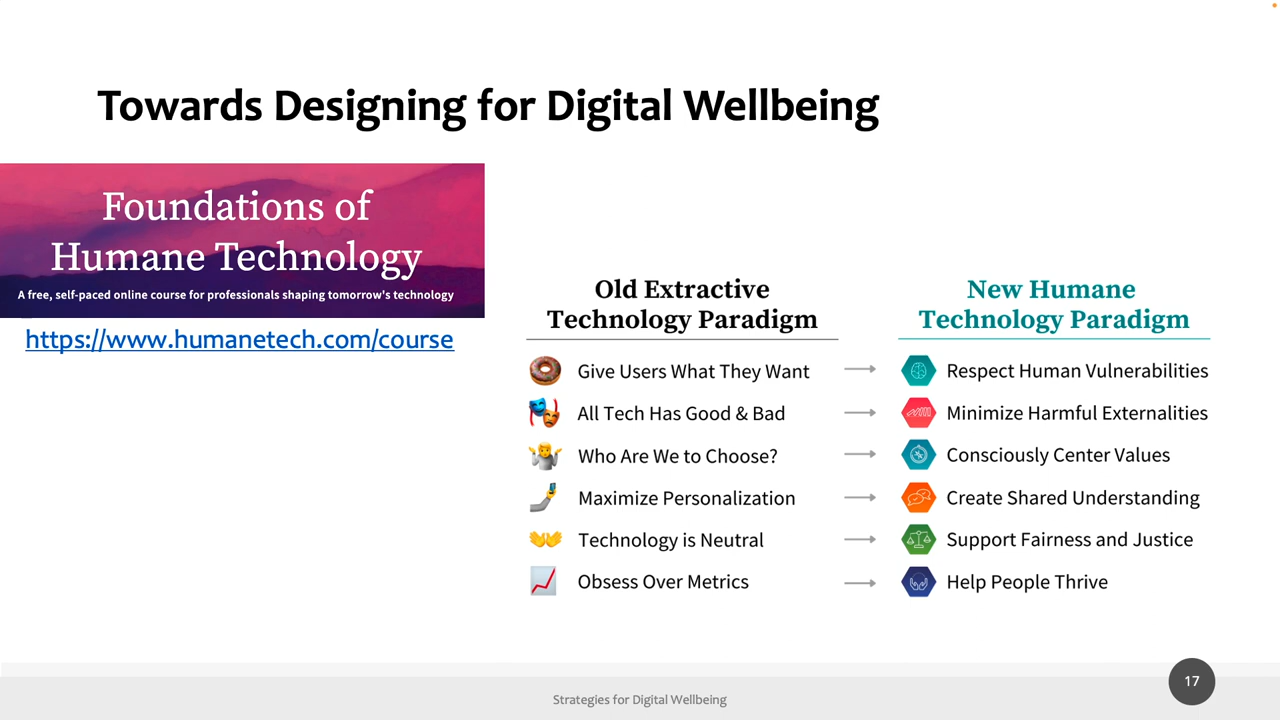 Towards Designing for Digital Wellbeing
Foundations of
Humane Technology
A free, self-paced online course for professionals shaping tomorrow's technology
https://www.humanetech.com/course
Old Extractive
Technology Paradigm
New Humane
Technology Paradigm
Give Users What They Want
Respect Human Vulnerabilities
All Tech Has Good & Bad
Minimize Harmful Externalities
Who Are We to Choose?
Consciously Center Values
Maximize Personalization
Create Shared Understanding
Technology is Neutral
Support Fairness and Justice
Obsess Over Metrics
Help People Thrive
Strategies for Digital Wellbeing
17